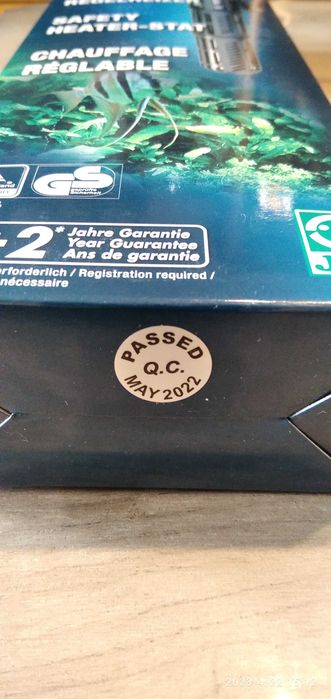 SAFETY
HEATER-STAT
CHAUFFAGE
RÉGLABLE
GS
2* Jahre Garantie
Year Guarantee
Ans de garantie
erforderlich / Registration required /
nécessaire
PASSED
Q.C.
MAY 2022